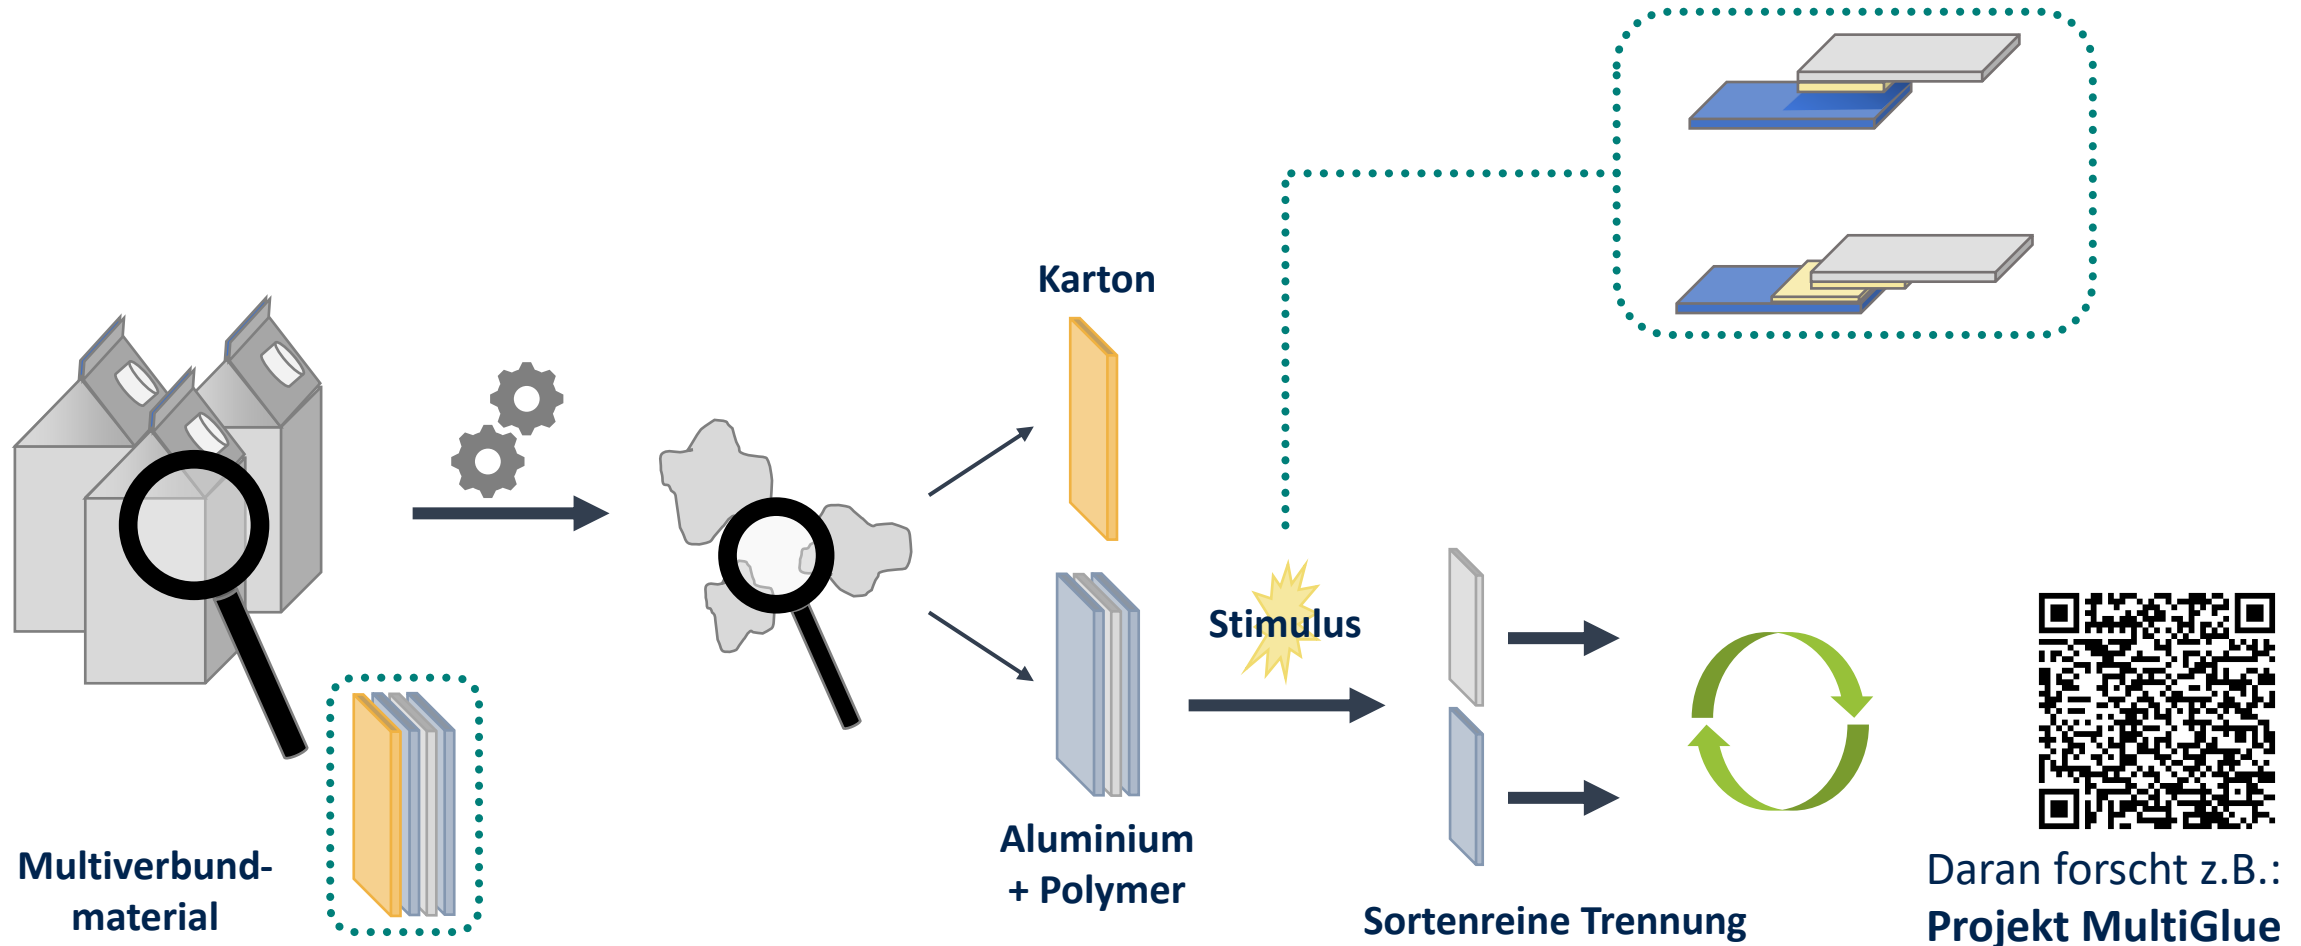 Karton
Stimulus
Multiverbund-
material
Aluminium
+ Polymer
Sortenreine Trennung
Daran forscht z.B.:
Projekt MultiGlue